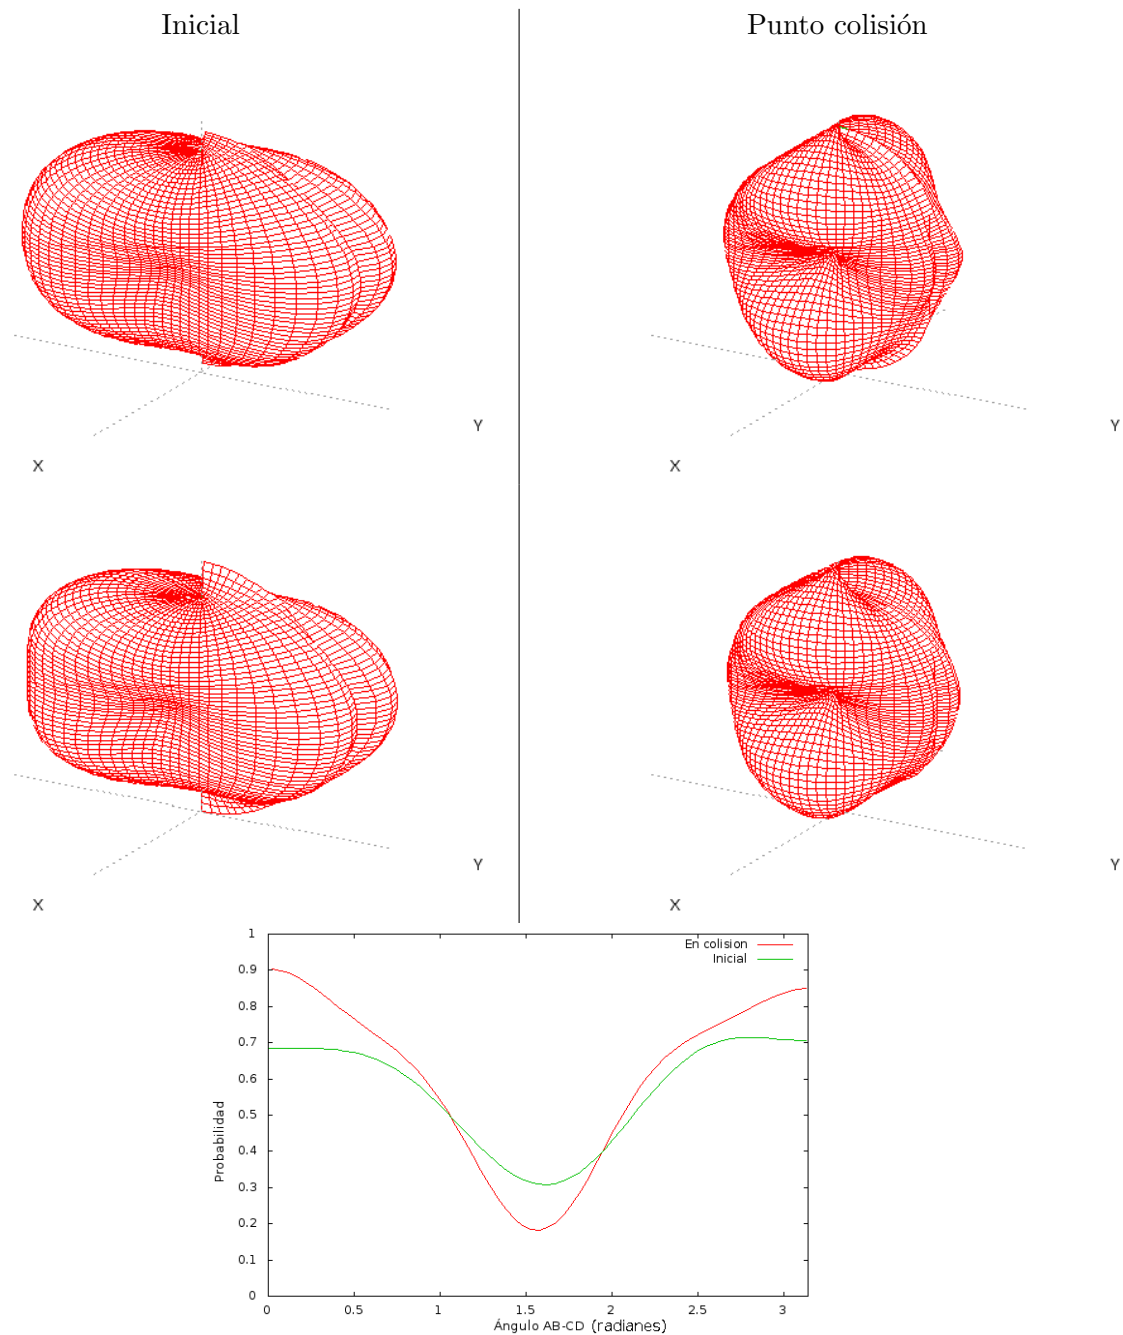 Inicial
Punto colisión
Y
X
Y
X
Y
X
Y
X
1
0.9
0.8
0.7
0.6
0.5
0.4
0.3
0.2
0.1
0
Probabilidad
En colision
Inicial
0 0.5 1 1.5 2 2.5 3
Ángulo AB-CD (radianes)